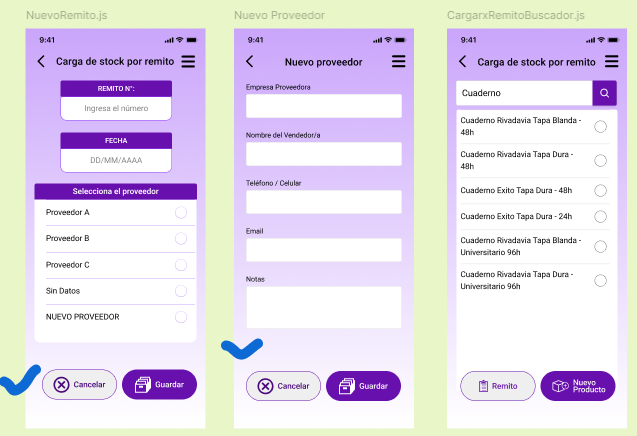 NuevoRemito.js
9:41
Carga de stock por remito
REMITO N°:
Ingresa el número
FECHA
DD/MM/AAAA
Selecciona el proveedor
Proveedor A
Proveedor B
Proveedor C
Sin Datos
NUEVO PROVEEDOR
Cancelar
Guardar
Nuevo Proveedor
9:41
Nuevo proveedor
Empresa Proveedora
Nombre del Vendedor/a
Teléfono / Celular
Email
Notas
Cancelar
Guardar
CargarxRemitoBuscador.js
9:41
Carga de stock por remito
Cuaderno
Cuaderno Rivadavia Tapa Blanda -
48h
Cuaderno Rivadavia Tapa Dura -
48h
Cuaderno Exito Tapa Dura - 48h
Cuaderno Exito Tapa Dura - 24h
Cuaderno Rivadavia Tapa Blanda -
Universitario 96h
Cuaderno Rivadavia Tapa Dura -
Universitario 96h
Remito
Nuevo
Producto